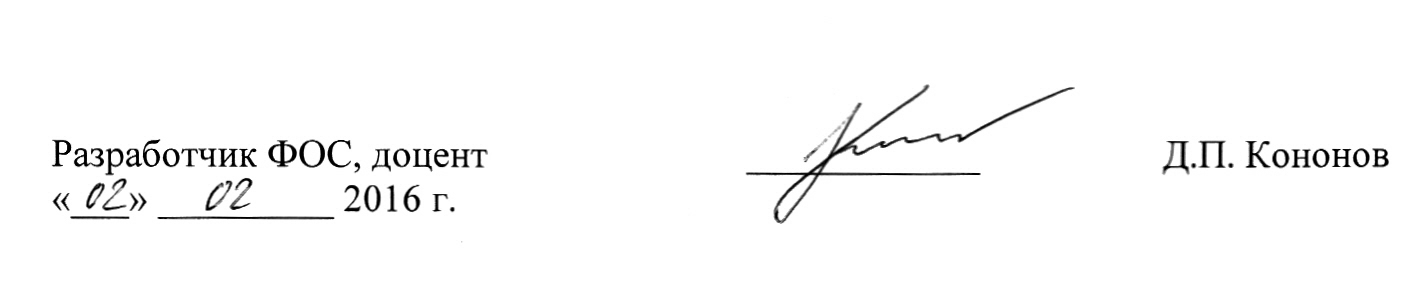 Разработчик ФОС, доцент Д.П. Кононов
«02» 02 2016 г.